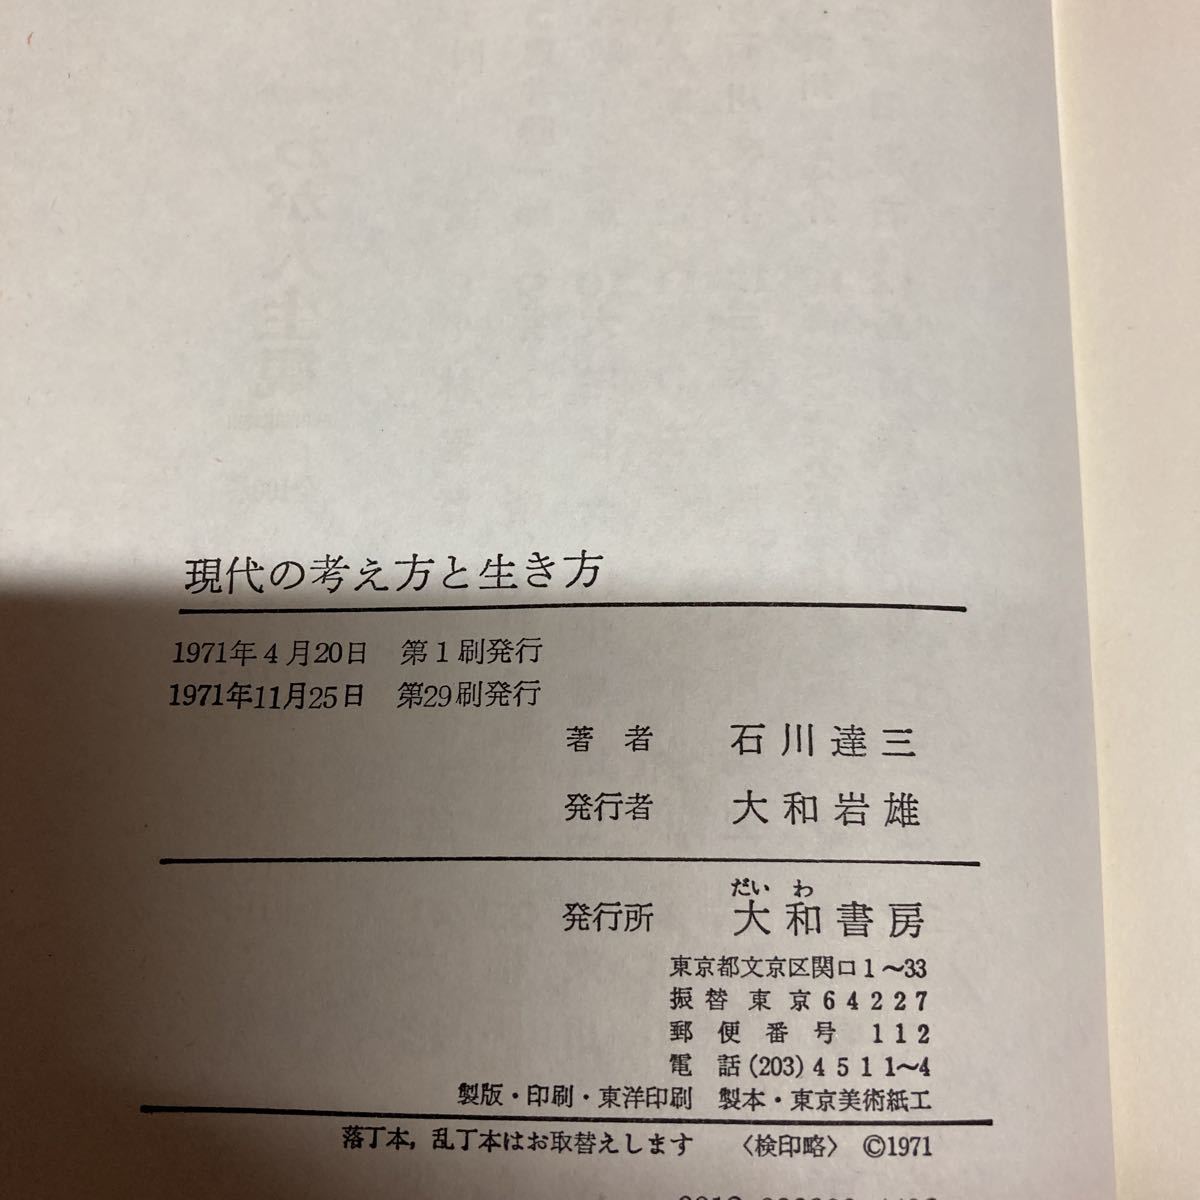 現代の考え方と生き方
1971年4月20日 第1刷発行
1971年11月25日 第29刷発行
著者 石川達三
発行者 大和岩雄
だいわ
発行所 大和書房
東京都文京区関口1〜33
振替東京64227
郵便番号 112
電話(203)4511〜4
製版・印刷・東洋印刷 製本・東京美術紙工
落丁本,乱丁本はお取替えします 〈検印略〉 ©1971